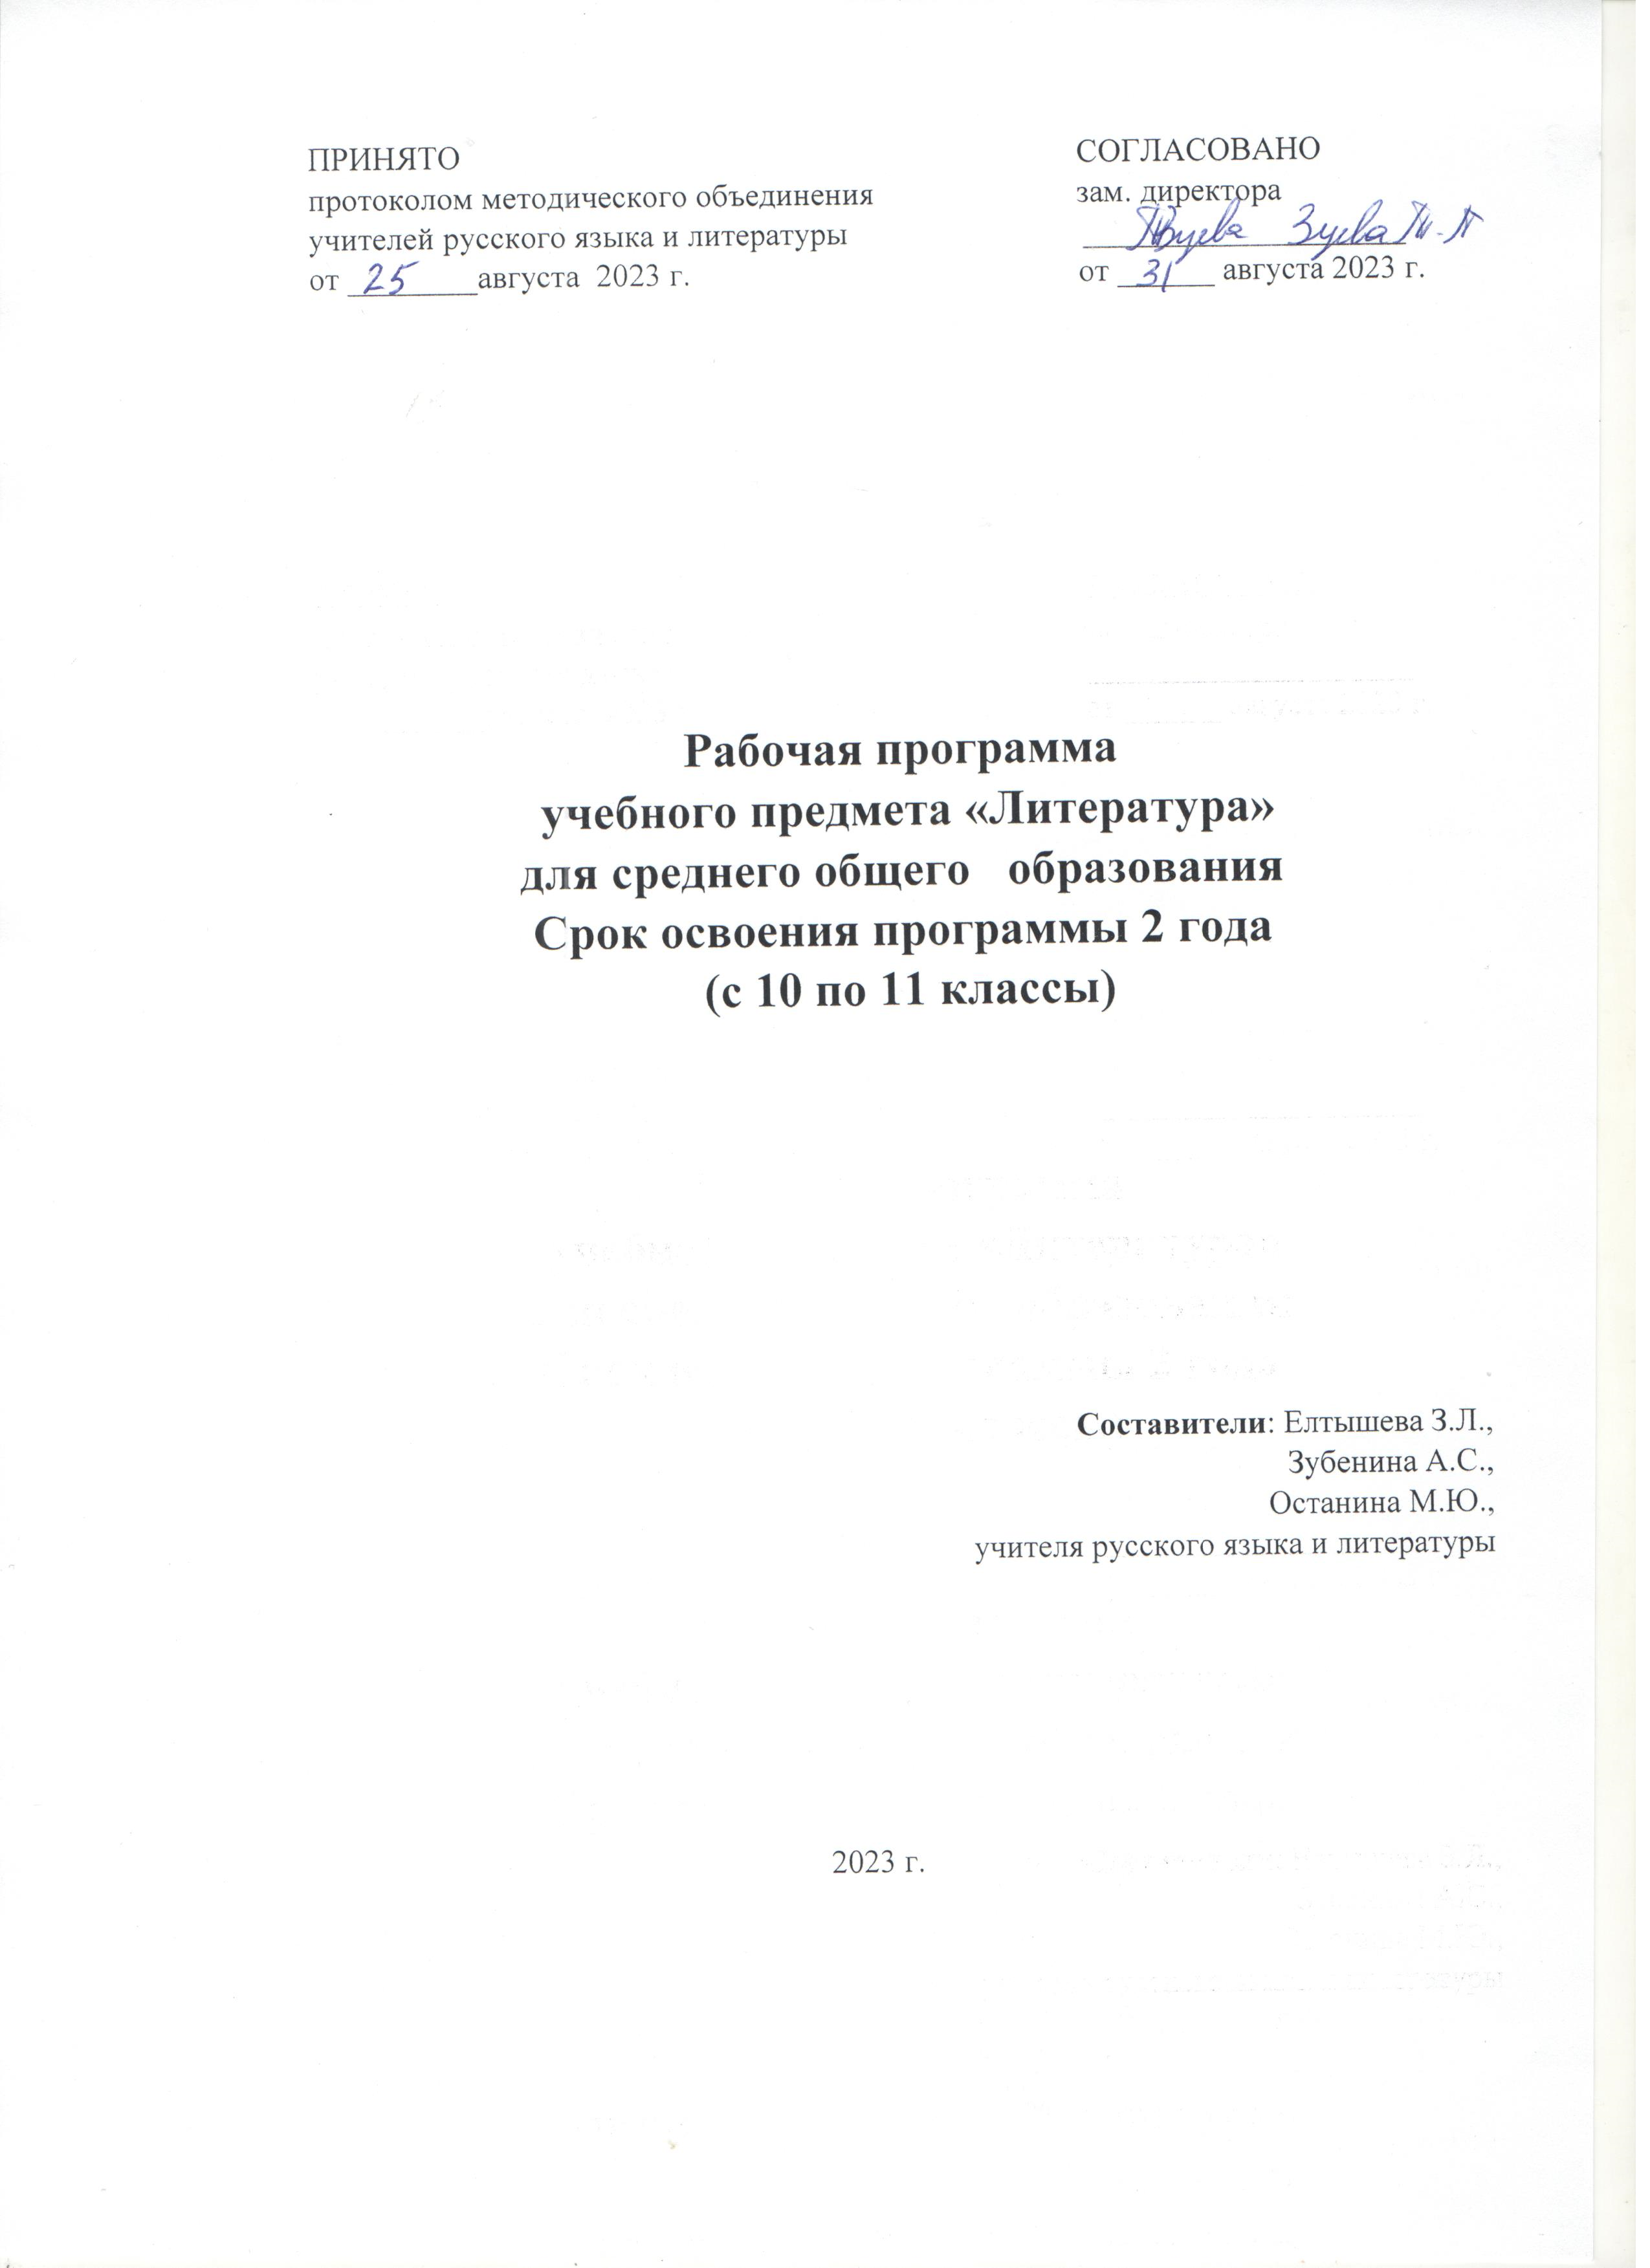 ПРИНЯТО
протоколом методического объединения
учителей русского языка и литературы
от 25 августа 2023 г.
СОГЛАСОВАНО
зам. директора
Зуева Т.П
от 31 августа 2023 г.
Рабочая программа
учебного предмета «Литература»
для среднего общего образования
Срок освоения программы 2 года
(с 10 по 11 классы)
Составители: Елтышева З.Л.,
Зубенина А.С.,
Останина М.Ю.,
учителя русского языка и литературы
2023 г.